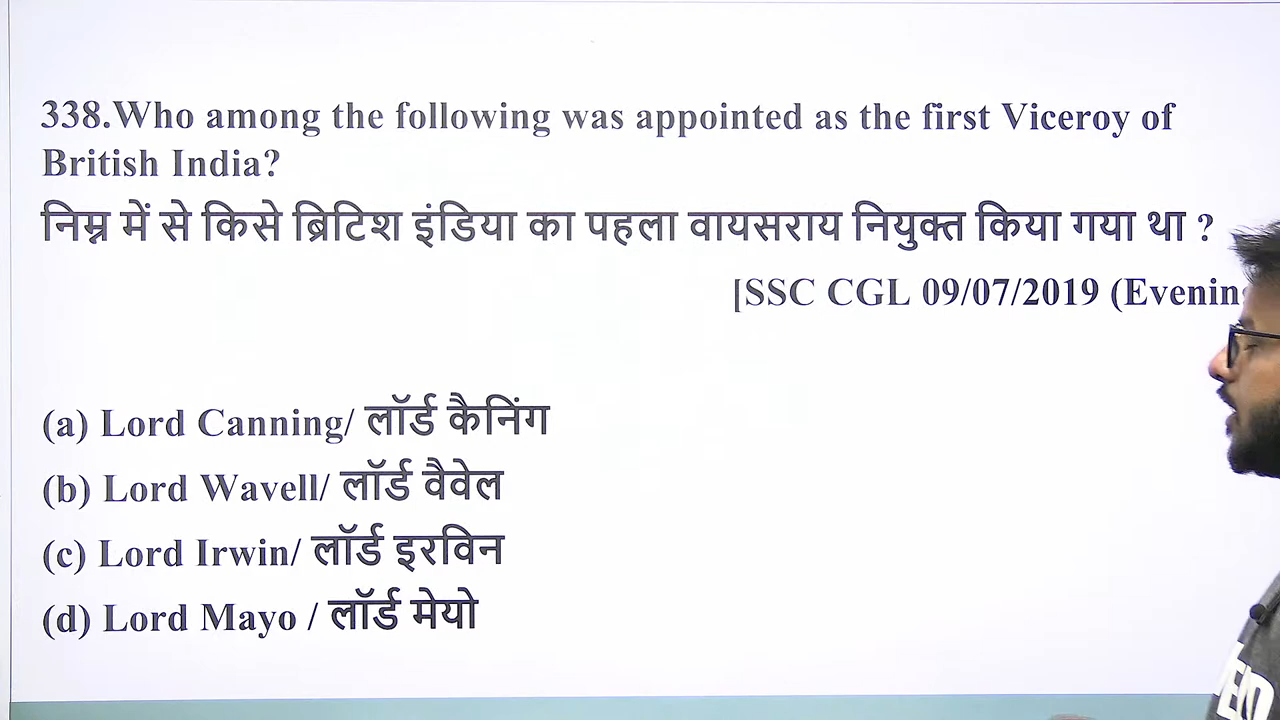 338.Who among the following was appointed as the first Viceroy of
British India?
निम्न में से किसे ब्रिटिश इंडिया का पहला वायसराय नियुक्त किया गया था ?
[SSC CGL 09/07/2019 (Evenin
(a) Lord Canning/ लॉर्ड कैनिंग
(b) Lord Wavell/ लॉर्ड वैवेल
(c) Lord Irwin/ लॉर्ड इरविन
(d) Lord Mayo / लॉर्ड मेयो